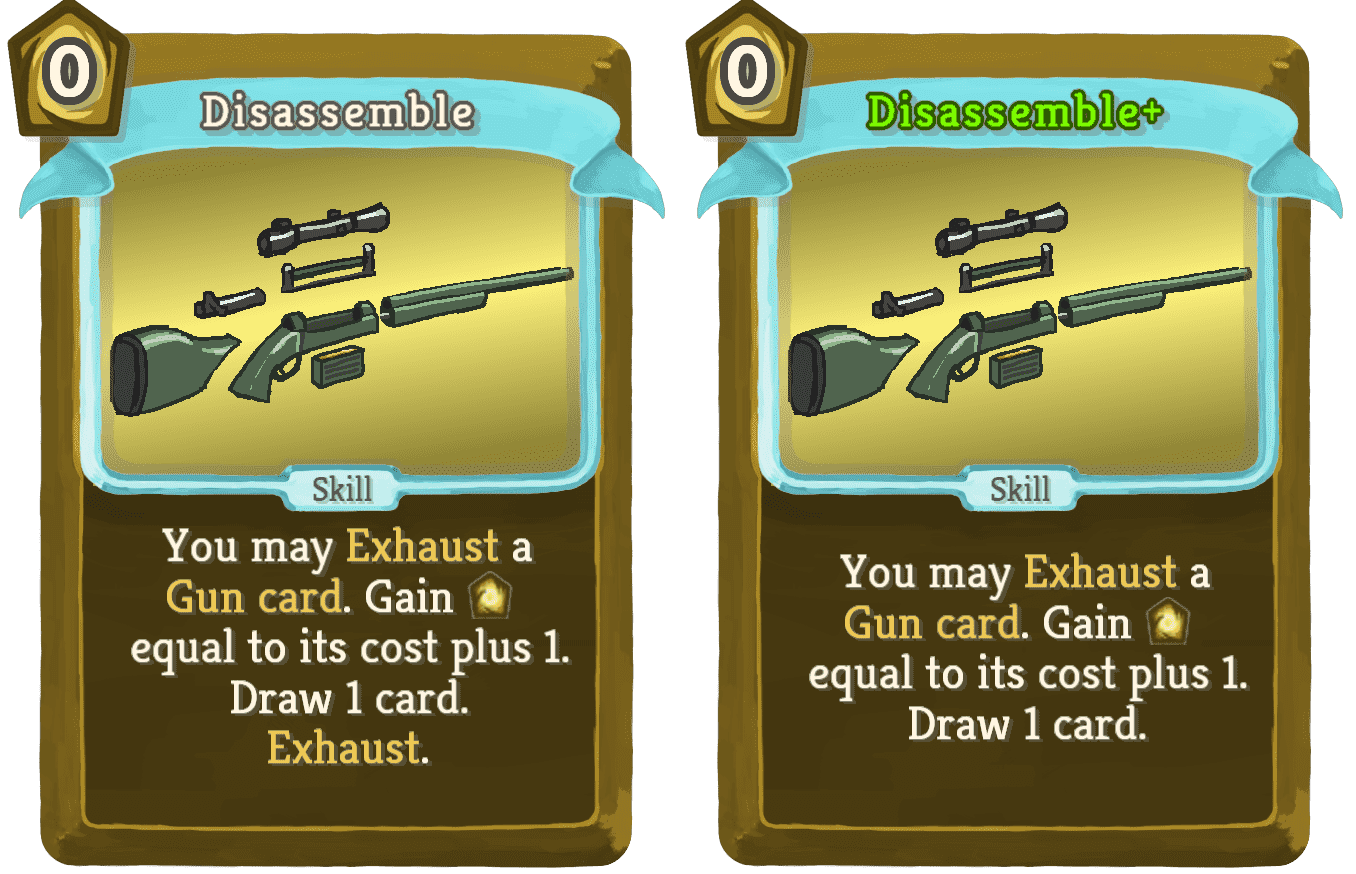 0
Disassemble
Skill
You may Exhaust a
Gun card. Gain
equal to its cost plus 1.
Draw 1 card.
Exhaust.
0
Disassemble+
Skill
You may Exhaust a
Gun card. Gain
equal to its cost plus 1.
Draw 1 card.